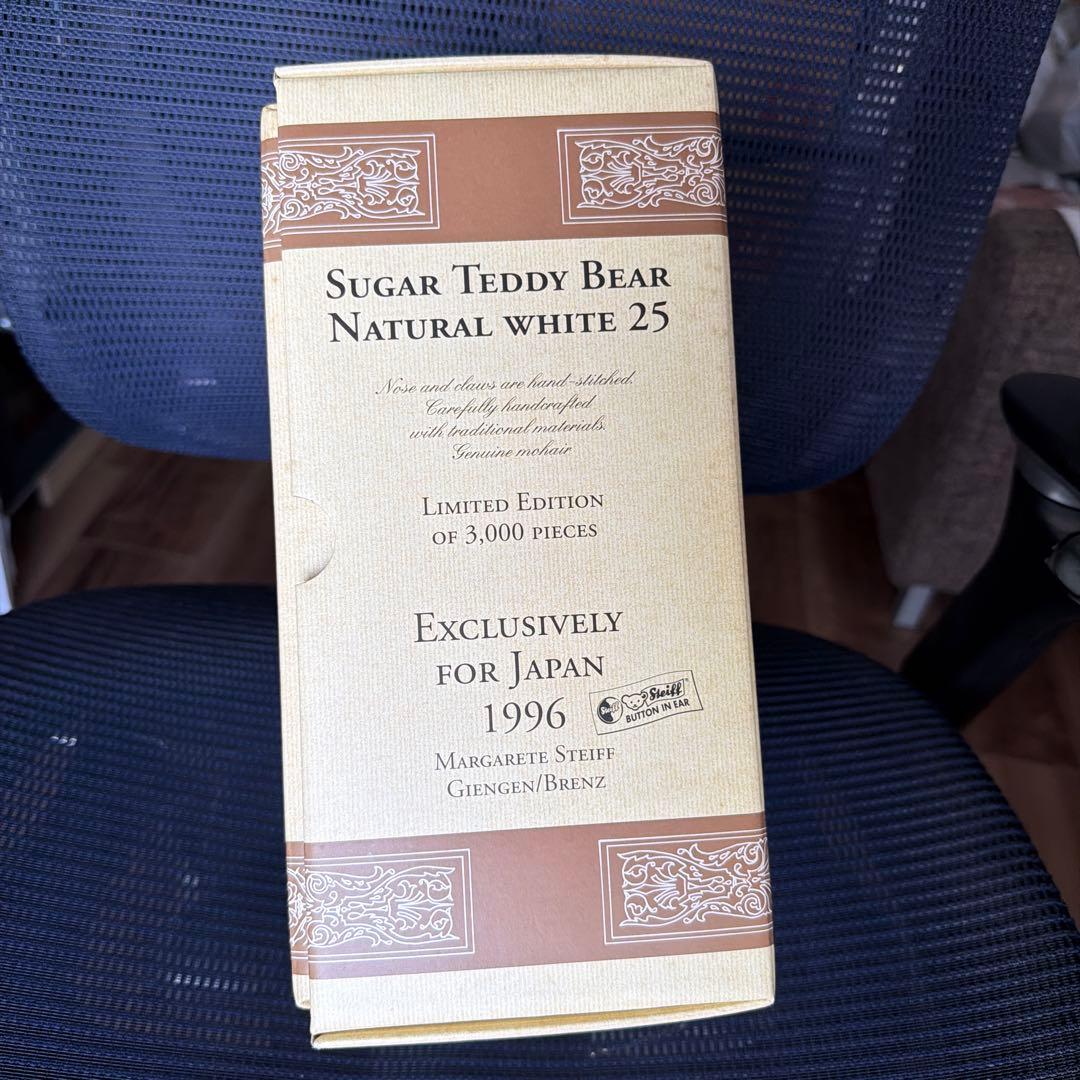 SUGAR TEDDY BEAR
NATURAL WHITE 25
Nose and claws are hand-stitched.
Carefully handcrafted
with traditional materials.
Genuine mohair
LIMITED EDITION
OF 3,000 PIECES
EXCLUSIVELY
FOR JAPAN
1996
Steiff
Steiff
BUTTON IN EAR
MARGARETE STEIFF
GIENGEN/BRENZ